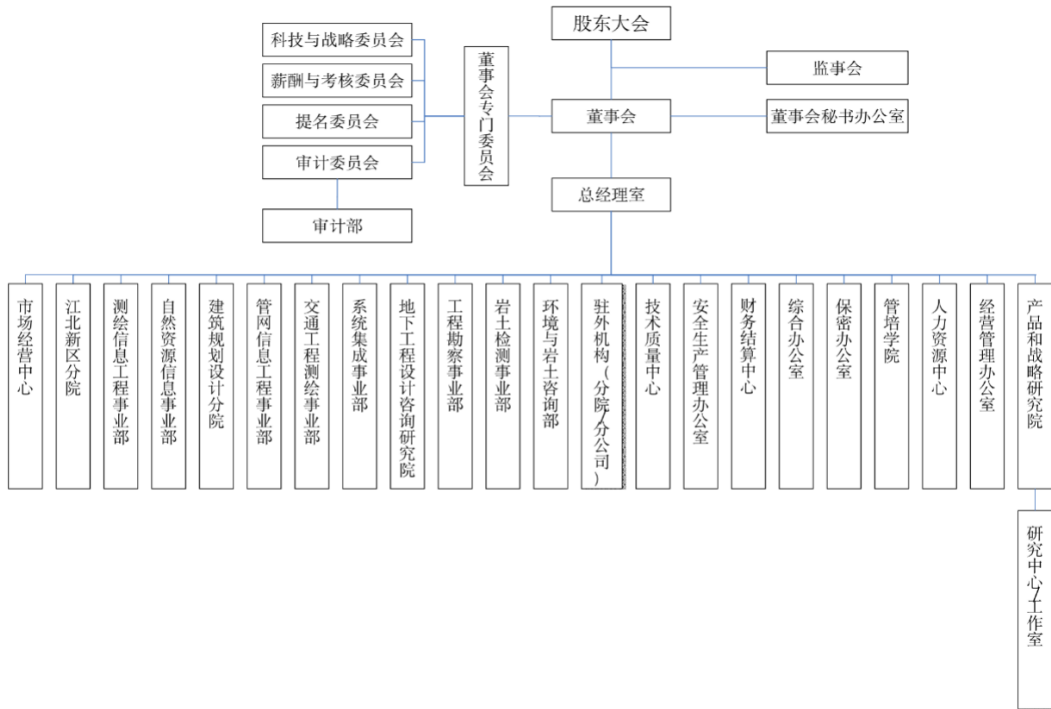 股东大会
科技与战略委员会
薪酬与考核委员会
提名委员会
审计委员会
审计部
董事会专门委员会
监事会
董事会
董事会秘书办公室
总经理室
市场经营中心
江北新区分院
测绘信息工程事业部
自然资源信息事业部
建筑规划设计分院
管网信息工程事业部
交通工程测绘事业部
系统集成事业部
地下工程设计咨询研究院
工程勘察事业部
岩土检测事业部
环境与岩土咨询部
驻外机构(分院/分公司)
技术质量中心
安全生产管理办公室
财务结算中心
综合办公室
保密办公室
管培学院
人力资源中心
经营管理办公室
产品和战略研究院
研究中心/工作室